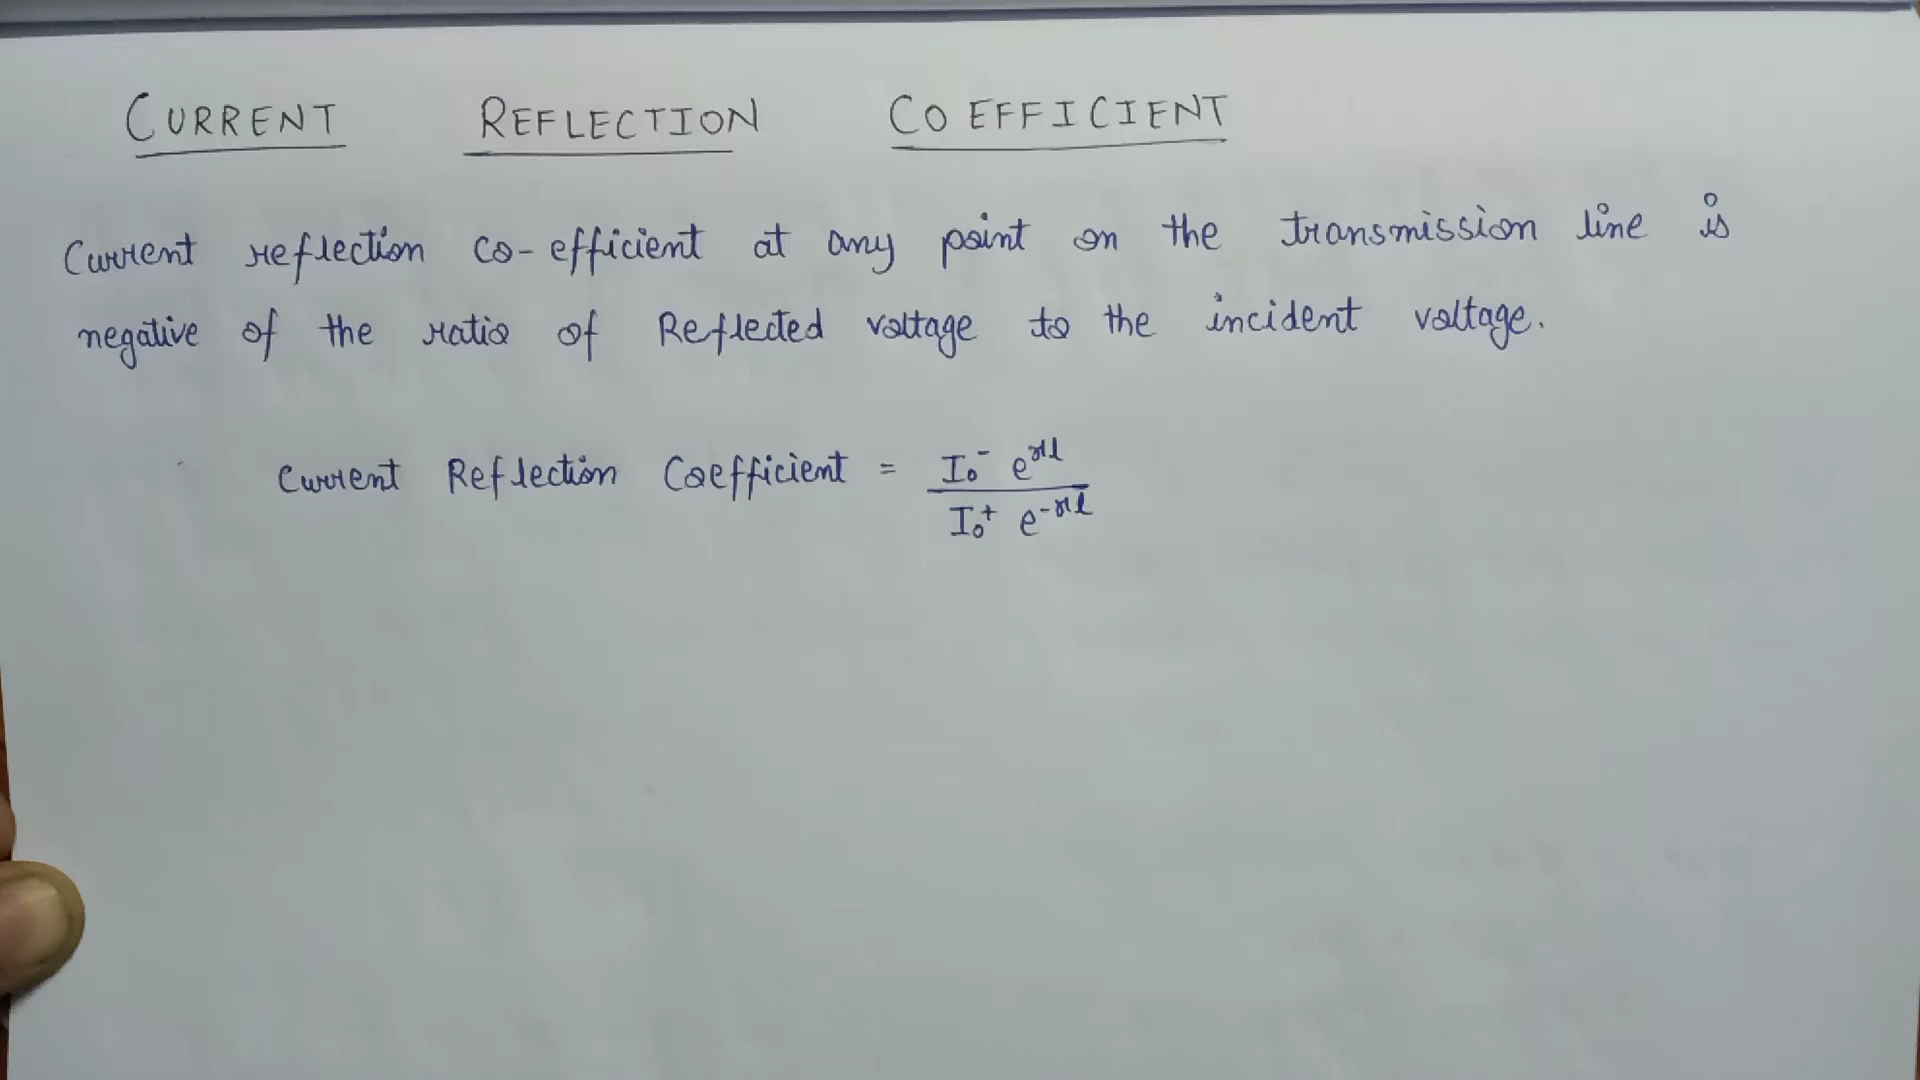 CURRENT REFLECTION COEFFICIENT
Current reflection co-efficient at any point on the transmission line is
negative of the ratio of Reflected voltage to the incident voltage.
Current Reflection Coefficient = I₀⁻ e^γl / I₀⁺ e^-γl